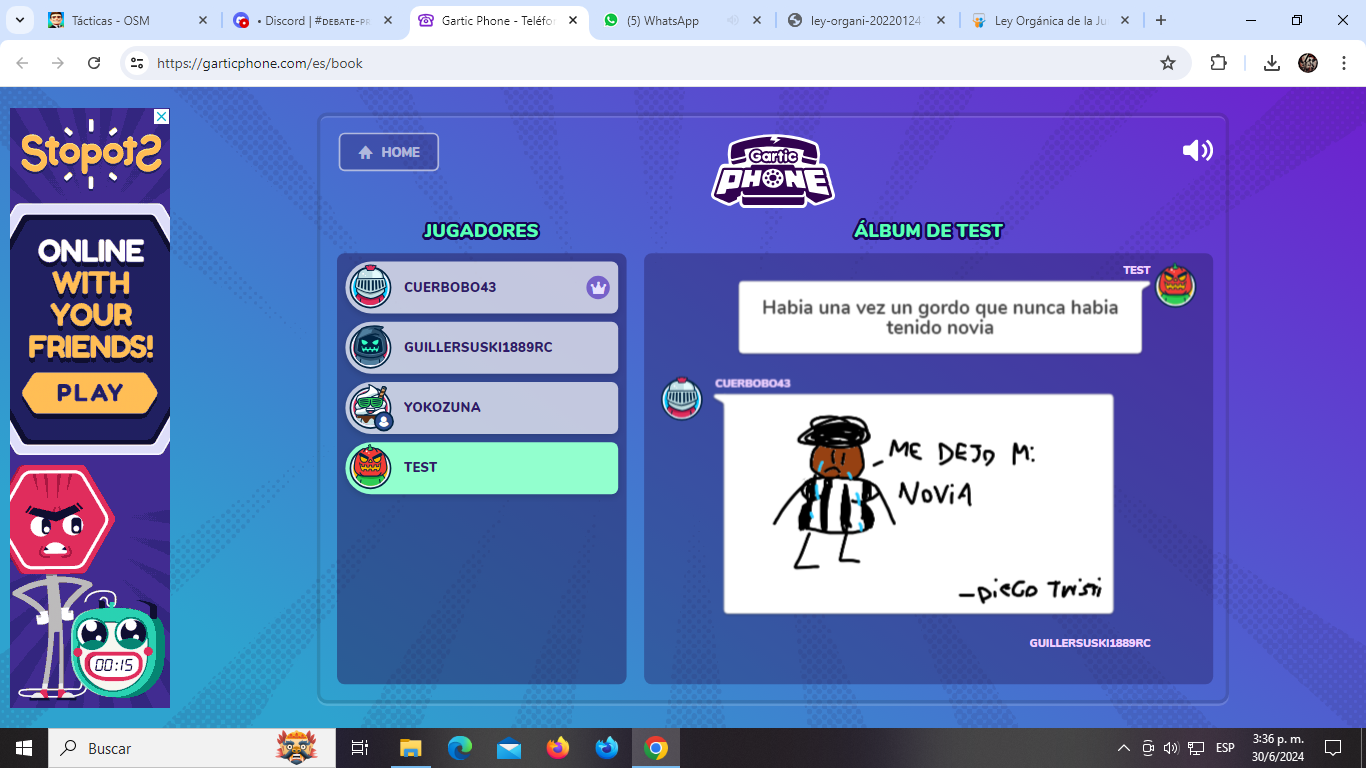 Tácticas - OSM
• Discord | #DEBATE-PR
Gartic Phone - Teléfon
(5) WhatsApp
ley-organi-20220124
Ley Orgánica de la Ju
https://garticphone.com/es/book
StopotS
ONLINE
WITH
YOUR
FRIENDS!
PLAY
00:15
HOME
Gartic
PHONE
JUGADORES
CUERBOBO43
GUILLERSUSKI1889RC
YOKOZUNA
TEST
ÁLBUM DE TEST
TEST
Habia una vez un gordo que nunca habia
tenido novia
CUERBOBO43
ME DEJO Mi
NOViA
-DiEGO Tristi
GUILLERSUSKI1889RC
Buscar
ESP
3:36 p. m.
30/6/2024